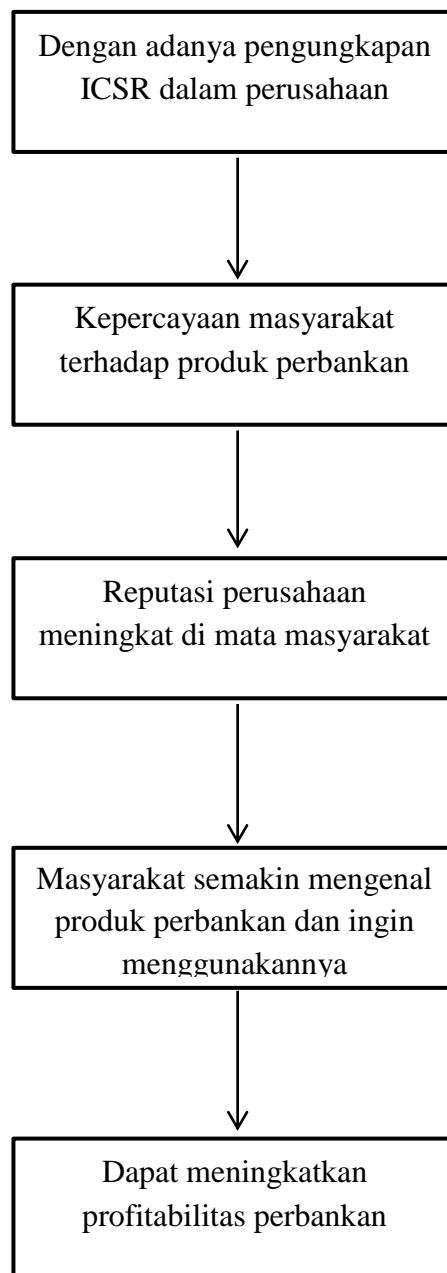 Dengan adanya pengungkapan
ICSR dalam perusahaan
Kepercayaan masyarakat
terhadap produk perbankan
Reputasi perusahaan
meningkat di mata masyarakat
Masyarakat semakin mengenal
produk perbankan dan ingin
menggunakannya
Dapat meningkatkan
profitabilitas perbankan